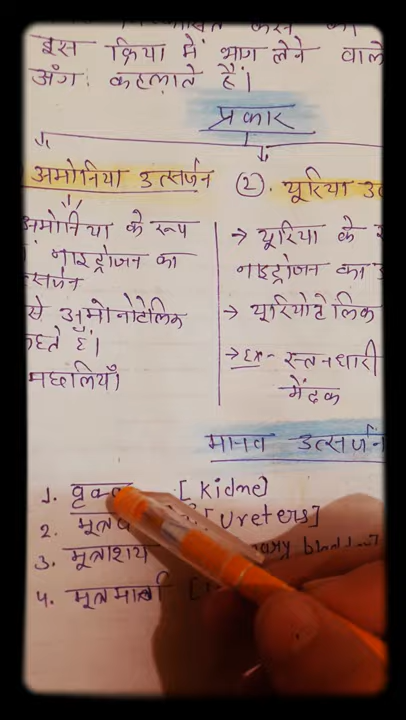 इस क्रिया में भाग लेने वाले
अंग कहलाते हैं।
प्रकार
अमोनिया उत्सर्जन
अमोनिया के रूप
नाइट्रोजन का
त्सर्जन
से अमोनोटेलिक
कहते हैं।
मछलियाँ
(2). यूरिया उ
→ यूरिया के
नाइट्रोजन का
→ यूरियोटेलिक
→ Ex- स्तनधारी
मेंढक
मानव उत्सर्जन
1. वृक्क [Kidney
2. [Ureters]
3. मूत्राशय
4. मूत्रमार्ग [